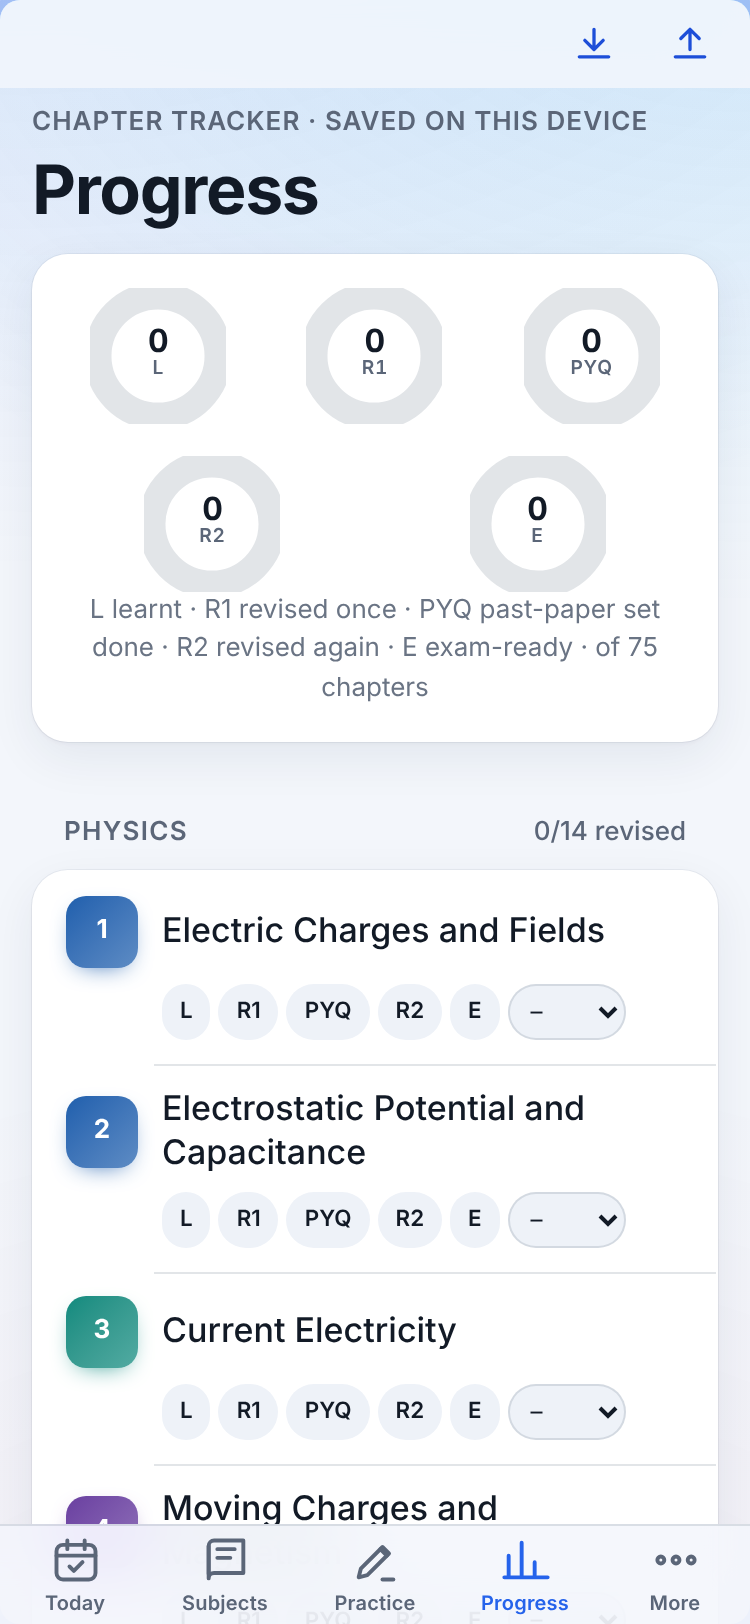 CHAPTER TRACKER · SAVED ON THIS DEVICE
Progress
0 0 0
L R1 PYQ
0 0
R2 E
L learnt · R1 revised once · PYQ past-paper set
done · R2 revised again · E exam-ready · of 75
chapters
PHYSICS 0/14 revised
1 Electric Charges and Fields
L R1 PYQ R2 E –
2 Electrostatic Potential and
Capacitance
L R1 PYQ R2 E –
3 Current Electricity
L R1 PYQ R2 E –
Moving Charges and
Today Subjects Practice Progress More